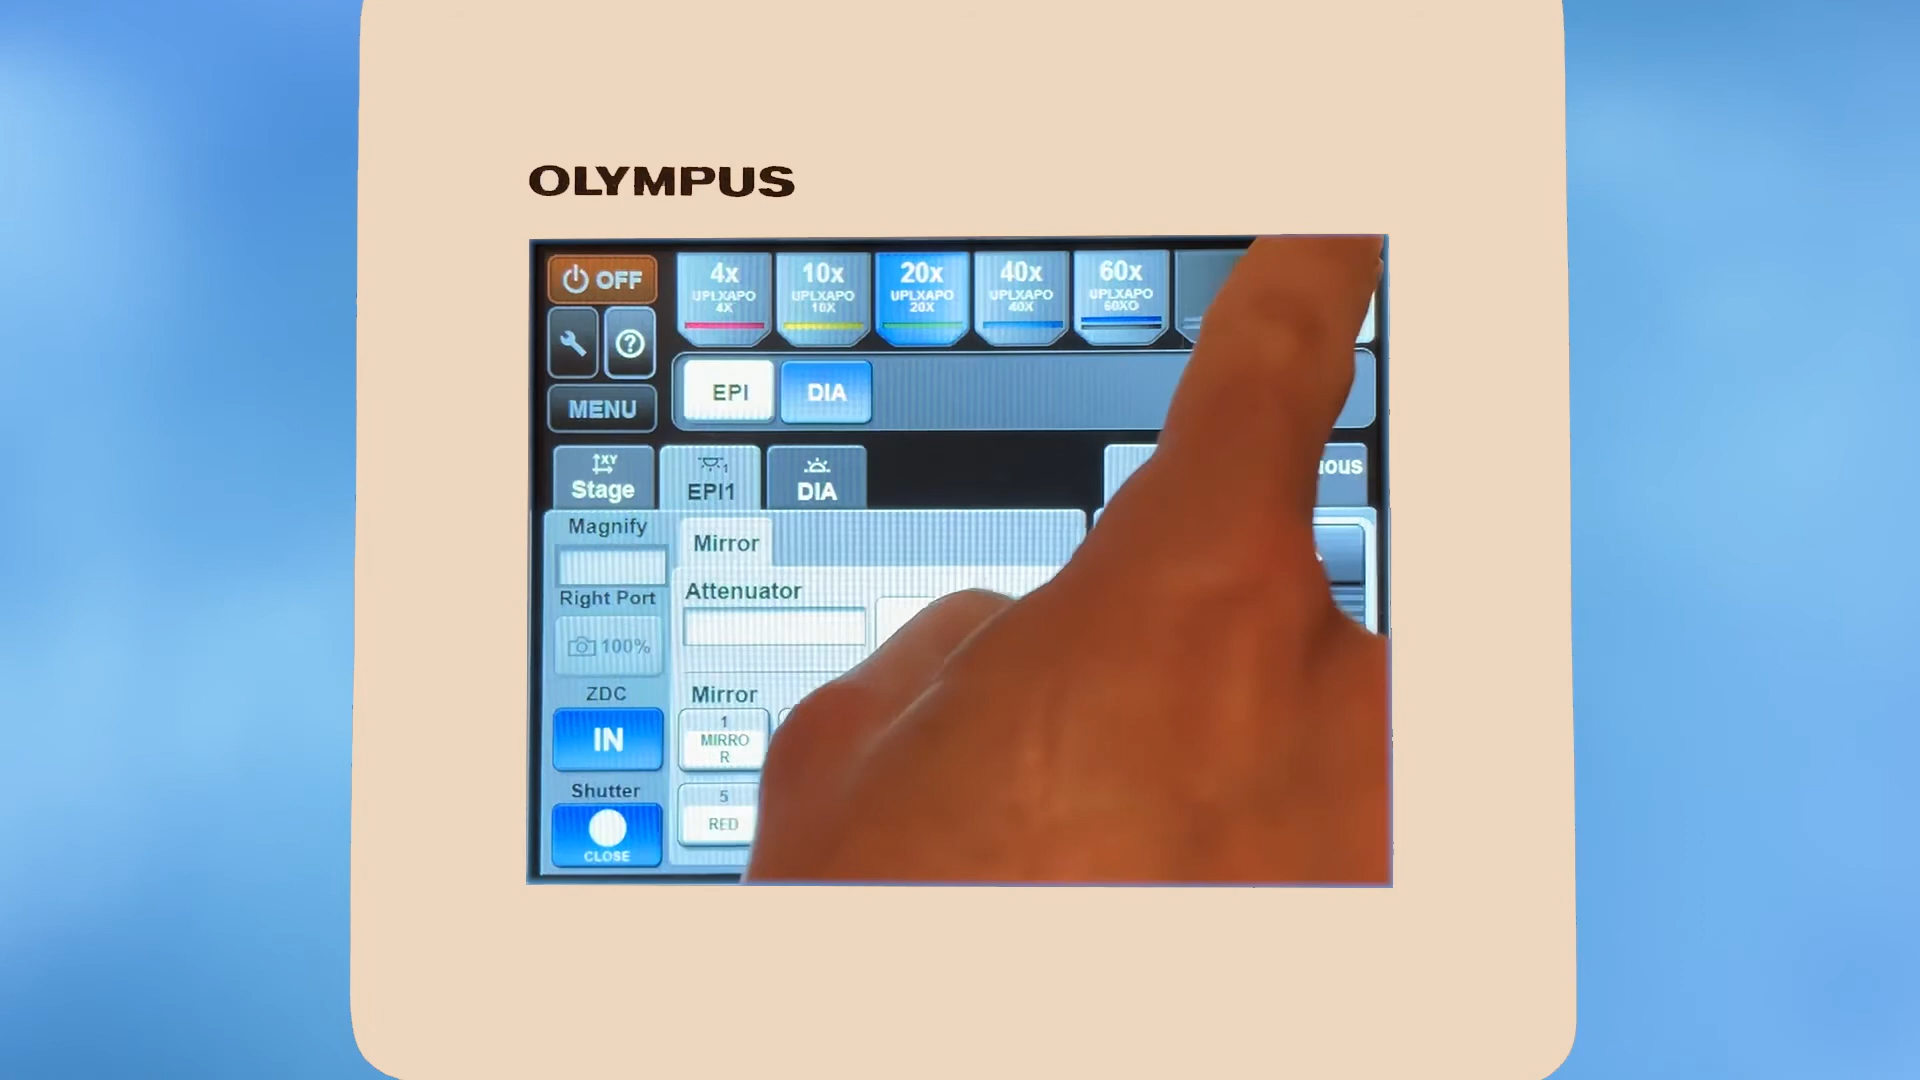 OLYMPUS
OFF
4x
UPLXAPO
4X
10x
UPLXAPO
10X
20x
UPLXAPO
20X
40x
UPLXAPO
40X
60x
UPLXAPO
60XO
?
MENU
EPI
DIA
XY
Stage
1
EPI1
DIA
Magnify
Right Port
100%
ZDC
IN
Shutter
CLOSE
Mirror
Attenuator
Mirror
1
MIRRO
R
5
RED